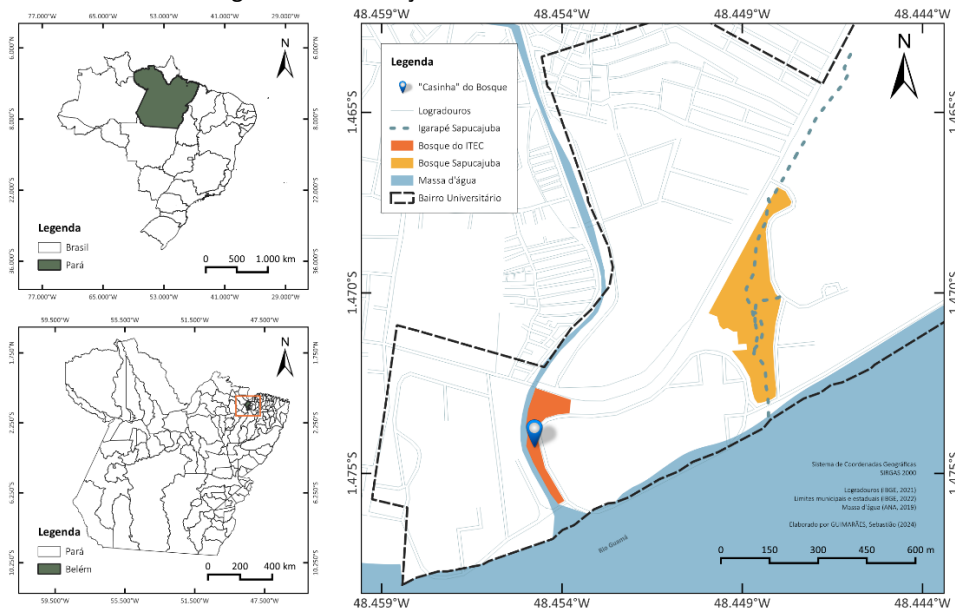 77.000°W 65.000°W 53.000°W 41.000°W 29.000°W
6.000°N
8.000°S
22.000°S
36.000°S
N
Legenda
Brasil
Pará
0 500 1.000 km
6.000°N
8.000°S
22.000°S
36.000°S
77.000°W 65.000°W 53.000°W 41.000°W 29.000°W
59.500°W 55.500°W 51.500°W 47.500°W
1.750°N
2.250°S
6.250°S
10.250°S
N
Legenda
Pará
Belém
0 200 400 km
1.750°N
2.250°S
6.250°S
10.250°S
59.500°W 55.500°W 51.500°W 47.500°W
48.459°W 48.454°W 48.449°W 48.444°W
1.465°S
1.470°S
1.475°S
Legenda
"Casinha" do Bosque
Logradouros
Igarapé Sapucajuba
Bosque do ITEC
Bosque Sapucajuba
Massa d'água
Bairro Universitário
N
Rio Guamá
Sistema de Coordenadas Geográficas
SIRGAS 2000
Logradouros (IBGE, 2021)
Limites municipais e estaduais (IBGE, 2022)
Massa d'água (ANA, 2019)
Elaborado por GUIMARÃES, Sebastião (2024)
0 150 300 450 600 m
1.465°S
1.470°S
1.475°S
48.459°W 48.454°W 48.449°W 48.444°W